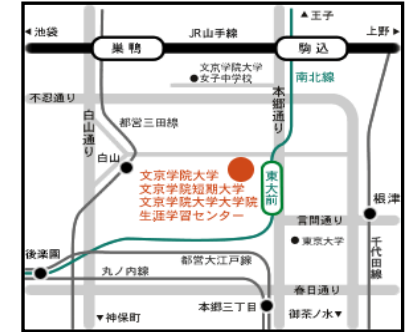 ▲王子
◀池袋
JR山手線
上野▶
巣鴨
駒込
文京学院大学
●女子中学校
南北線
不忍通り
本郷通り
白山通り
都営三田線
白山
文京学院大学
文京学院短期大学
文京学院大学大学院
生涯学習センター
東大前
根津
言問通り
●東京大学
後楽園
都営大江戸線
丸ノ内線
千代田線
春日通り
本郷三丁目
▼神保町
御茶ノ水▼